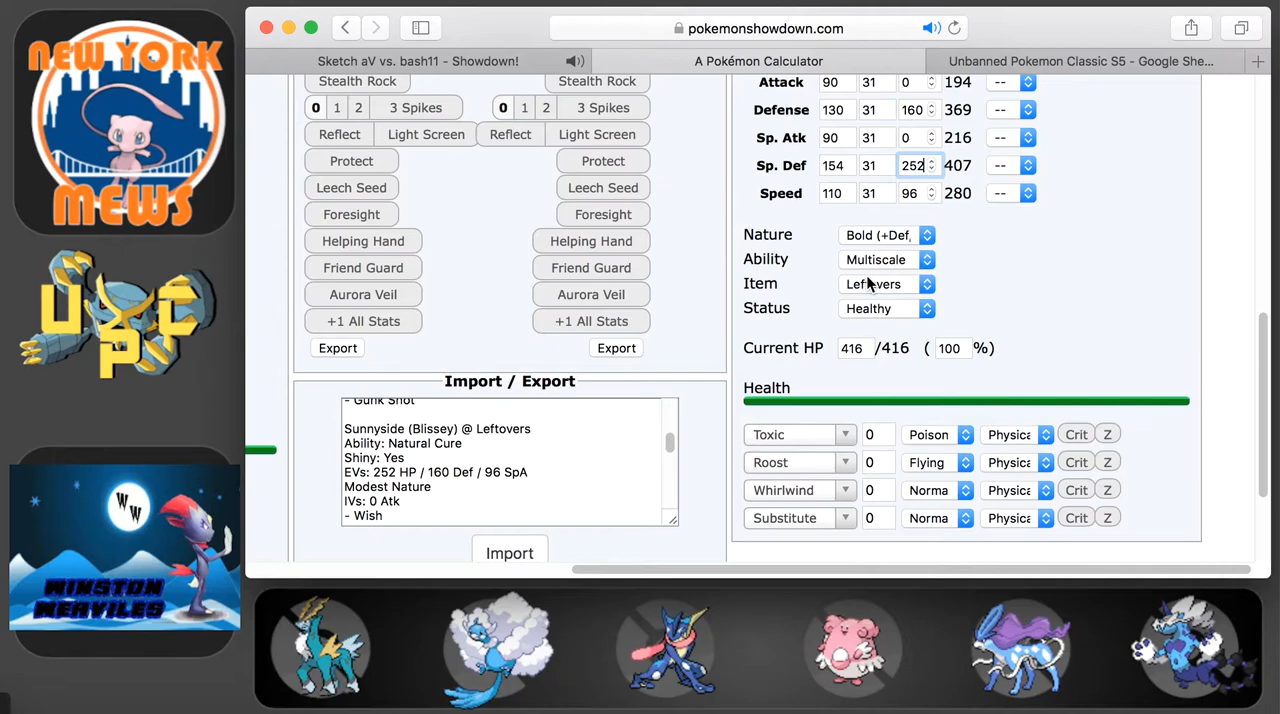 NEW YORK
MEWS
UPC
WW
WINSTON
WEAVILES
pokemonshowdown.com
Sketch aV vs. bash11 - Showdown!
A Pokémon Calculator
Unbanned Pokemon Classic S5 - Google She...
Stealth Rock
Stealth Rock
0 1 2 3 Spikes
0 1 2 3 Spikes
Reflect Light Screen
Reflect Light Screen
Protect
Protect
Leech Seed
Leech Seed
Foresight
Foresight
Helping Hand
Helping Hand
Friend Guard
Friend Guard
Aurora Veil
Aurora Veil
+1 All Stats
+1 All Stats
Export
Export
Import / Export
- Gunk Shot
Sunnyside (Blissey) @ Leftovers
Ability: Natural Cure
Shiny: Yes
EVs: 252 HP / 160 Def / 96 SpA
Modest Nature
IVs: 0 Atk
- Wish
Import
Attack 90 31 0 194 --
Defense 130 31 160 369 --
Sp. Atk 90 31 0 216 --
Sp. Def 154 31 252 407 --
Speed 110 31 96 280 --
Nature Bold (+Def,
Ability Multiscale
Item Leftovers
Status Healthy
Current HP 416 /416 ( 100 %)
Health
Toxic 0 Poison Physica Crit Z
Roost 0 Flying Physica Crit Z
Whirlwind 0 Norma Physica Crit Z
Substitute 0 Norma Physica Crit Z